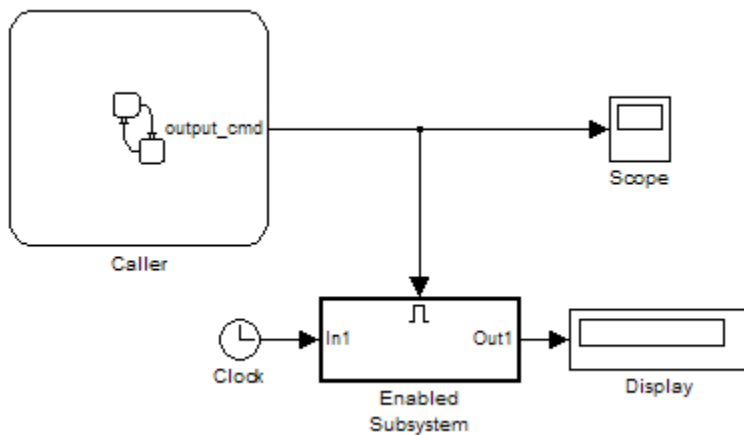 output_cmd
Scope
Caller
In1
Out1
Clock
Display
Enabled
Subsystem